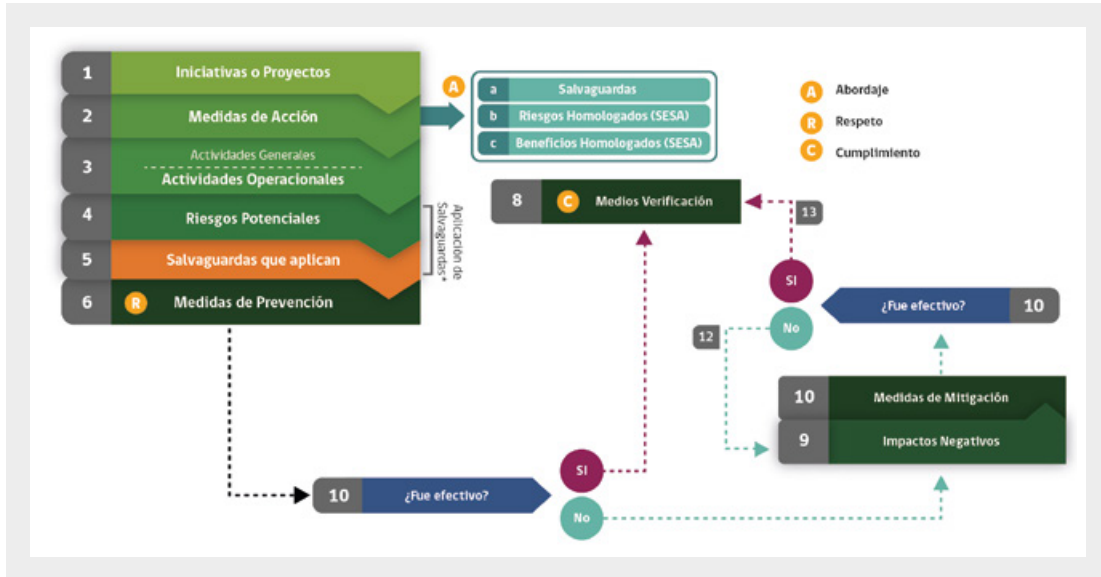 1 Iniciativas o Proyectos
2 Medidas de Acción
3 Actividades Generales
Actividades Operacionales
4 Riesgos Potenciales
5 Salvaguardas que aplican
6 R Medidas de Prevención
Aplicación de
Salvaguardas*
A
a Salvaguardas
b Riesgos Homologados (SESA)
c Beneficios Homologados (SESA)
A Abordaje
R Respeto
C Cumplimiento
8 C Medios Verificación
13
SI
No
12
¿Fue efectivo? 10
10 Medidas de Mitigación
9 Impactos Negativos
10 ¿Fue efectivo?
SI
No